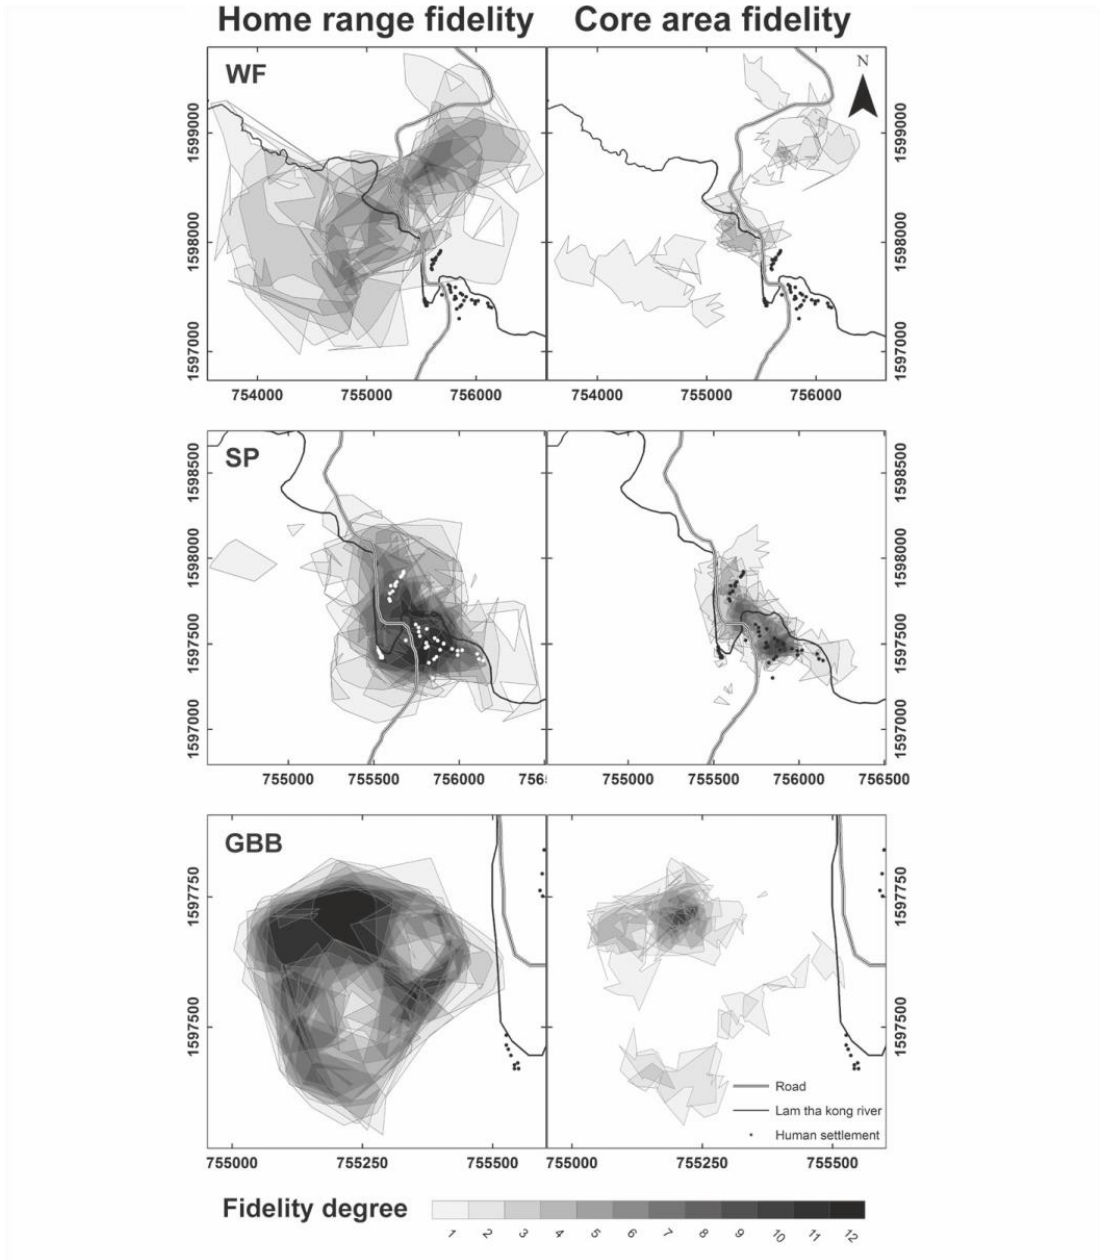 Home range fidelity Core area fidelity
WF
N
1599000
1598000
1597000
1599000
1598000
1597000
754000 755000 756000 754000 755000 756000
SP
1598500
1598000
1597500
1597000
1598500
1598000
1597500
1597000
755000 755500 756000 755000 755500 756000 756500
GBB
1597750
1597500
1597750
1597500
Road
Lam tha kong river
Human settlement
755000 755250 755500 755000 755250 755500
Fidelity degree
1 2 3 4 5 6 7 8 9 10 11 12